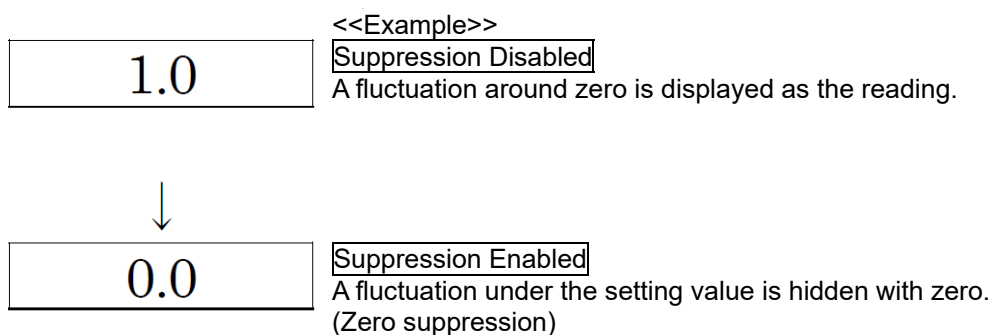 <<Example>>
1.0
Suppression Disabled
A fluctuation around zero is displayed as the reading.
↓
0.0
Suppression Enabled
A fluctuation under the setting value is hidden with zero.
(Zero suppression)